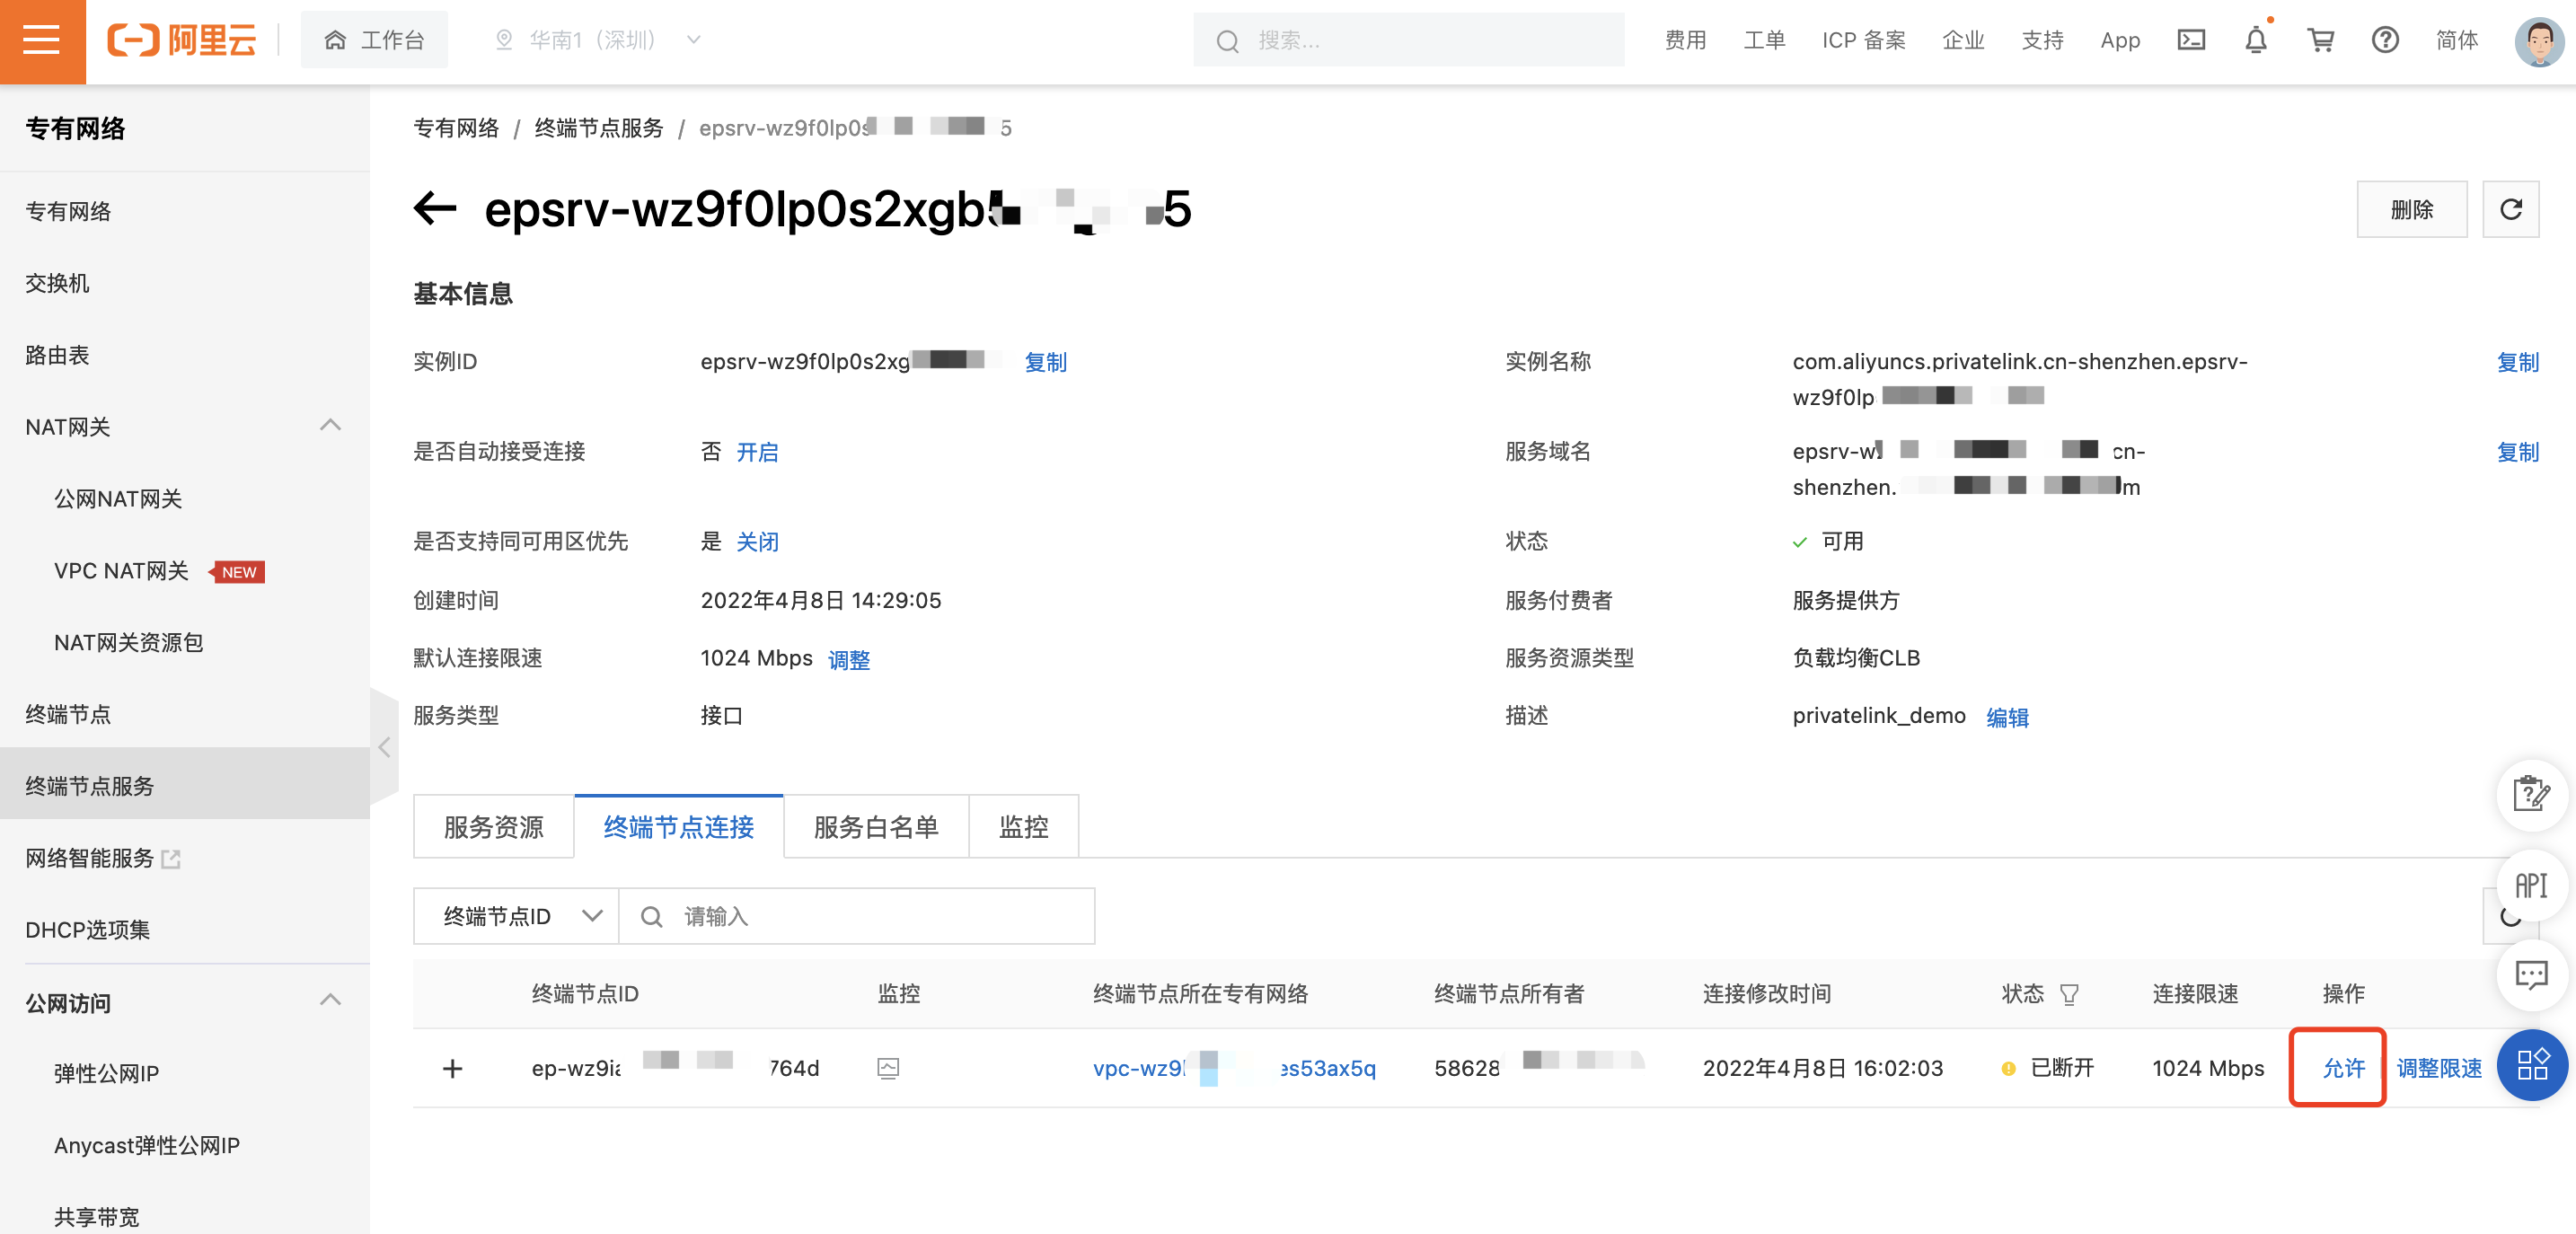 阿里云 工作台 华南1（深圳） 搜索... 费用 工单 ICP 备案 企业 支持 App 简体
专有网络
专有网络
交换机
路由表
NAT网关
公网NAT网关
VPC NAT网关 NEW
NAT网关资源包
终端节点
终端节点服务
网络智能服务
DHCP选项集
公网访问
弹性公网IP
Anycast弹性公网IP
共享带宽
专有网络 / 终端节点服务 / epsrv-wz9f0lp0s 5
epsrv-wz9f0lp0s2xgb5 5 删除
基本信息
实例ID epsrv-wz9f0lp0s2xg 复制
实例名称 com.aliyuncs.privatelink.cn-shenzhen.epsrv- 复制
wz9f0lp
是否自动接受连接 否 开启
服务域名 epsrv-wz cn- 复制
shenzhen. m
是否支持同可用区优先 是 关闭
状态 可用
创建时间 2022年4月8日 14:29:05
服务付费者 服务提供方
默认连接限速 1024 Mbps 调整
服务资源类型 负载均衡CLB
服务类型 接口
描述 privatelink_demo 编辑
服务资源 终端节点连接 服务白名单 监控
终端节点ID 请输入
API
终端节点ID 监控 终端节点所在专有网络 终端节点所有者 连接修改时间 状态 连接限速 操作
ep-wz9ia 764d vpc-wz9 es53ax5q 58628 2022年4月8日 16:02:03 已断开 1024 Mbps 允许 调整限速